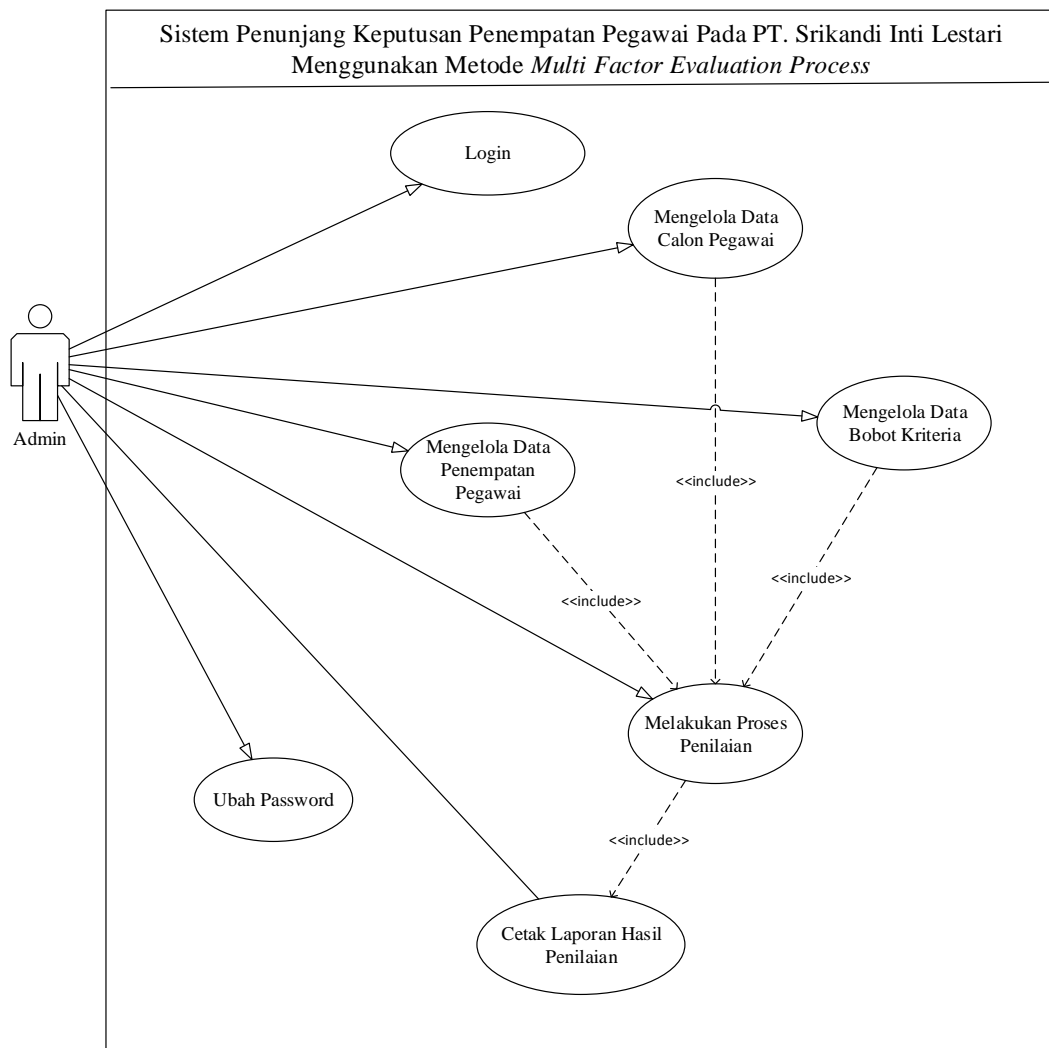 Sistem Penunjang Keputusan Penempatan Pegawai Pada PT. Srikandi Inti Lestari
Menggunakan Metode Multi Factor Evaluation Process
Login
Mengelola Data
Calon Pegawai
Admin
Mengelola Data
Bobot Kriteria
Mengelola Data
Penempatan
Pegawai
<<include>>
<<include>>
<<include>>
Melakukan Proses
Penilaian
Ubah Password
<<include>>
Cetak Laporan Hasil
Penilaian